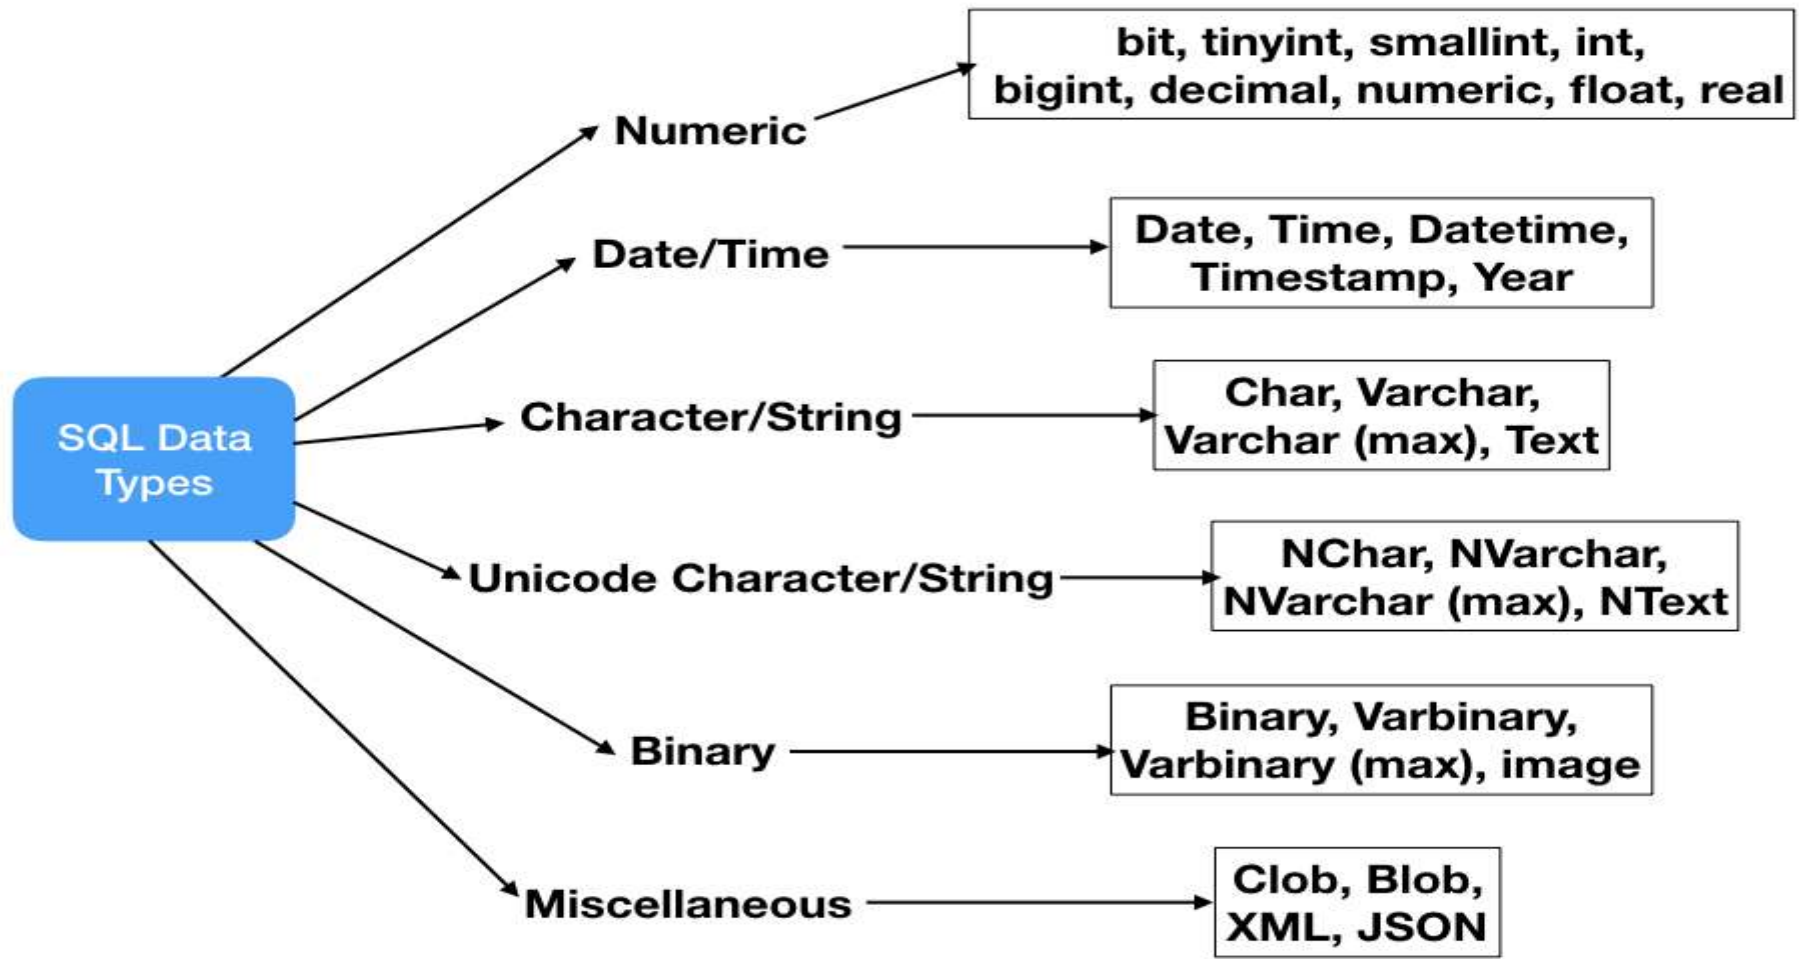 SQL Data
Types
Numeric
bit, tinyint, smallint, int,
bigint, decimal, numeric, float, real
Date/Time
Date, Time, Datetime,
Timestamp, Year
Character/String
Char, Varchar,
Varchar (max), Text
Unicode Character/String
NChar, NVarchar,
NVarchar (max), NText
Binary
Binary, Varbinary,
Varbinary (max), image
Miscellaneous
Clob, Blob,
XML, JSON